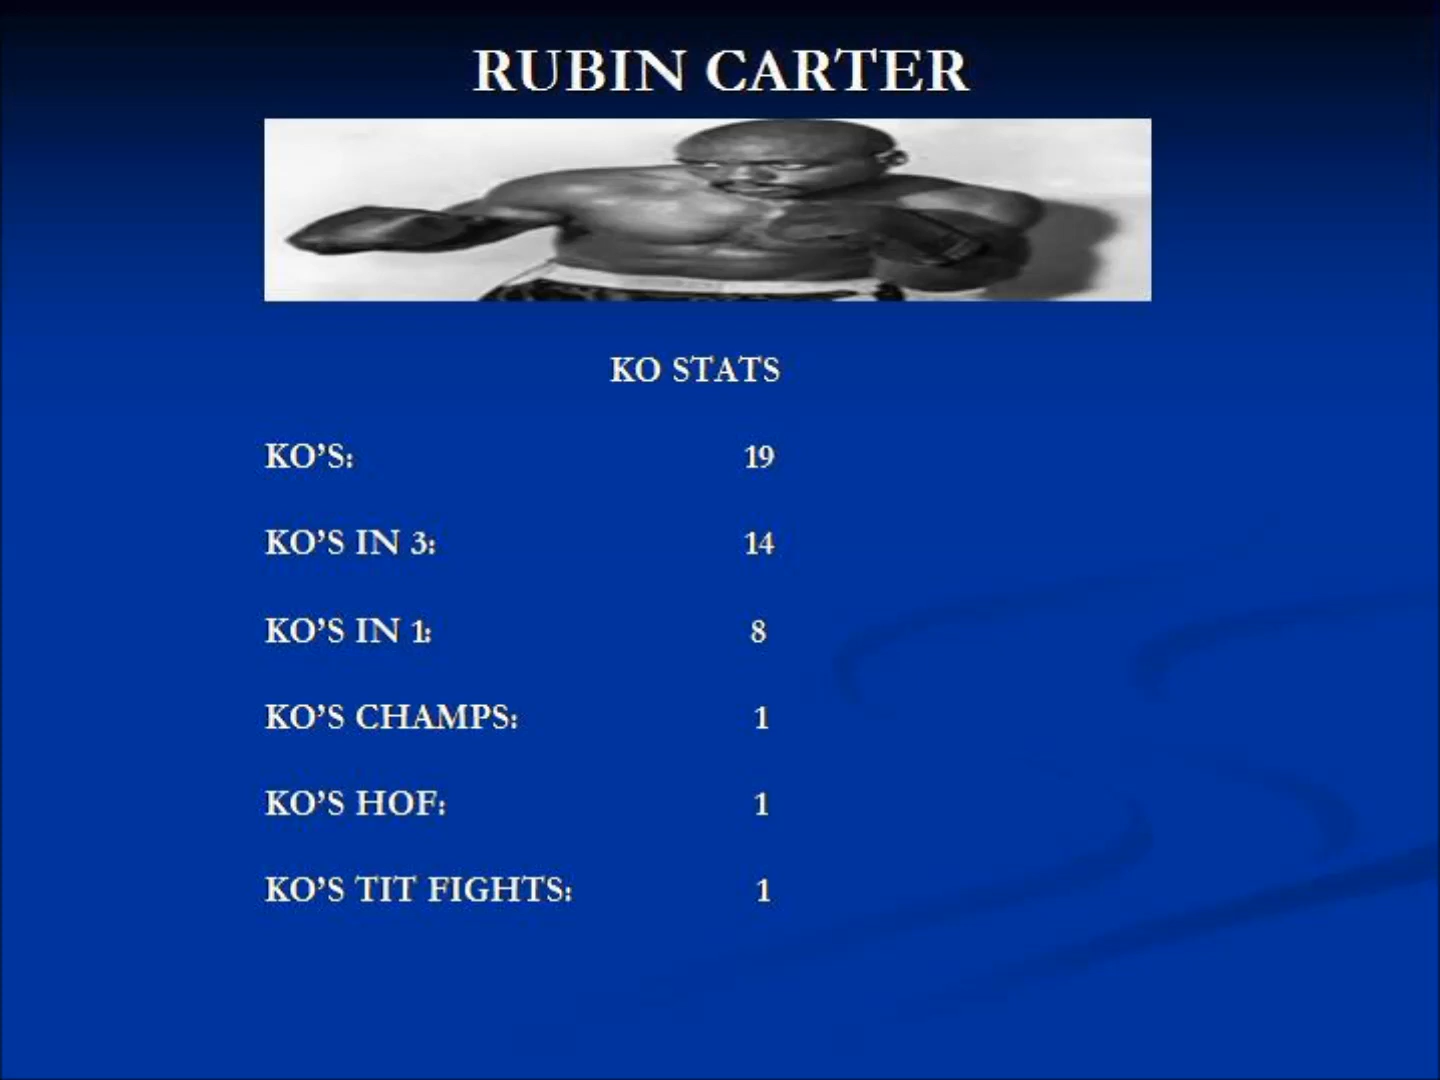 RUBIN CARTER
KO STATS
KO'S: 19
KO'S IN 3: 14
KO'S IN 1: 8
KO'S CHAMPS: 1
KO'S HOF: 1
KO'S TIT FIGHTS: 1